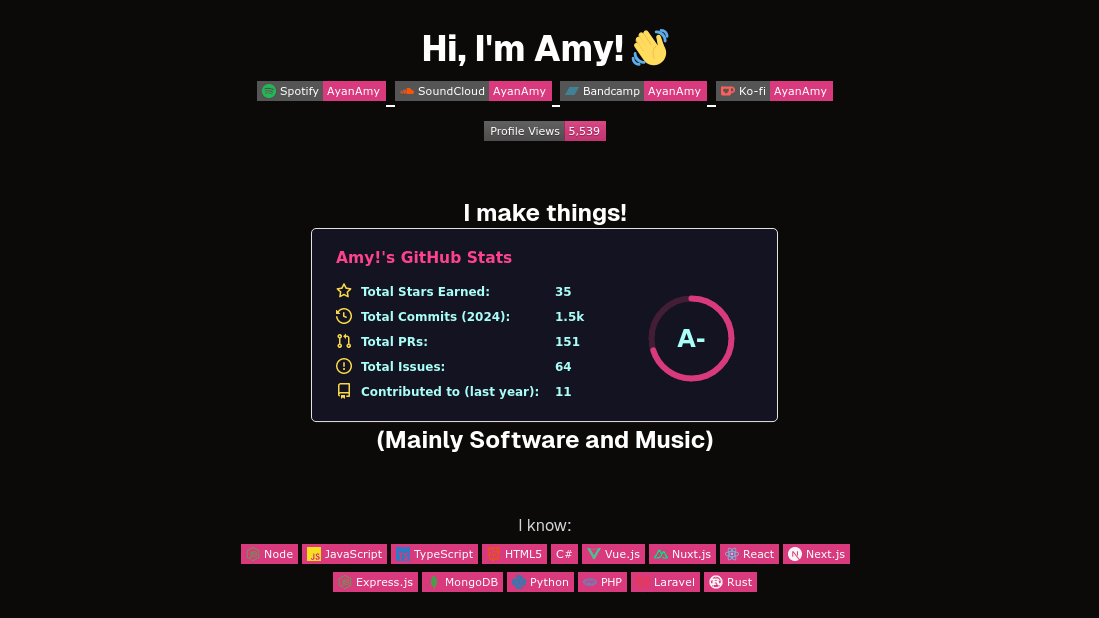 Hi, I'm Amy! 👋
Spotify AyanAmy SoundCloud AyanAmy Bandcamp AyanAmy Ko-fi AyanAmy
Profile Views 5,539
I make things!
Amy!'s GitHub Stats
Total Stars Earned: 35
Total Commits (2024): 1.5k
Total PRs: 151
Total Issues: 64
Contributed to (last year): 11
A-
(Mainly Software and Music)
I know:
Node JavaScript TypeScript HTML5 C# Vue.js Nuxt.js React Next.js
Express.js MongoDB Python PHP Laravel Rust